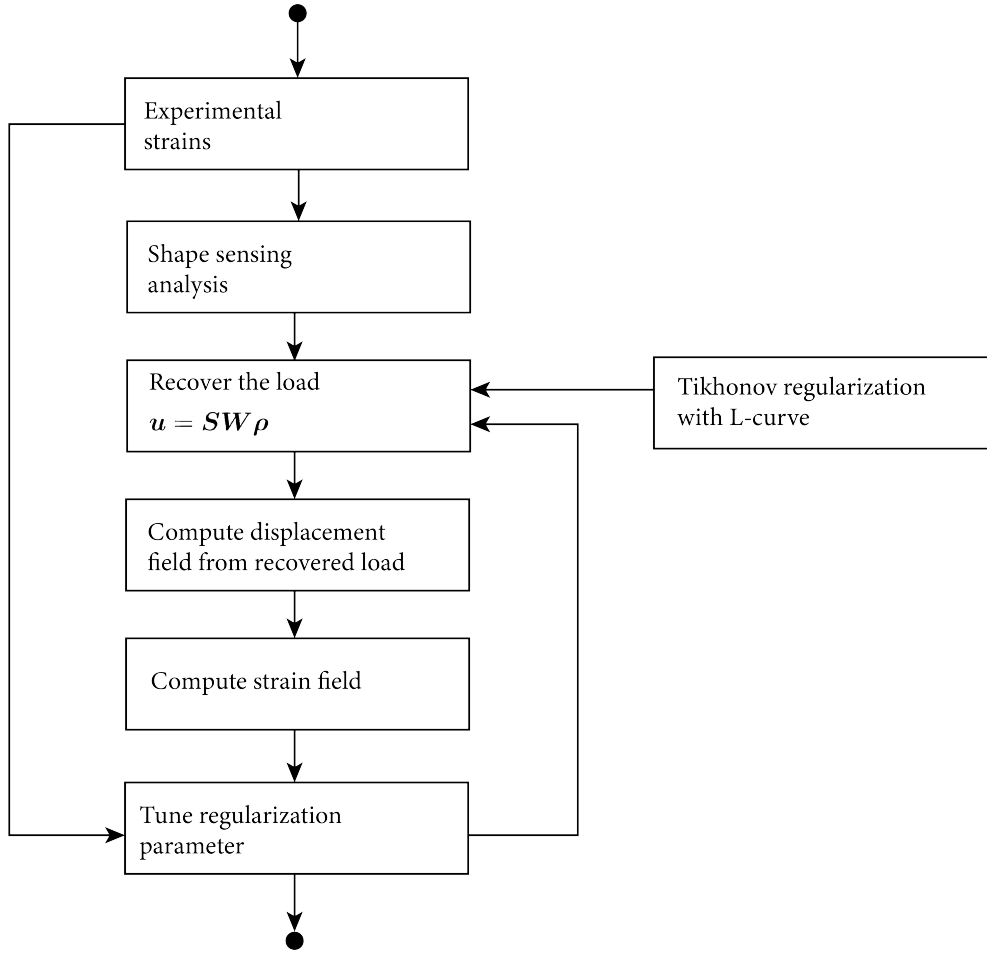 Experimental
strains
Shape sensing
analysis
Recover the load
u = SWρ
Tikhonov regularization
with L-curve
Compute displacement
field from recovered load
Compute strain field
Tune regularization
parameter